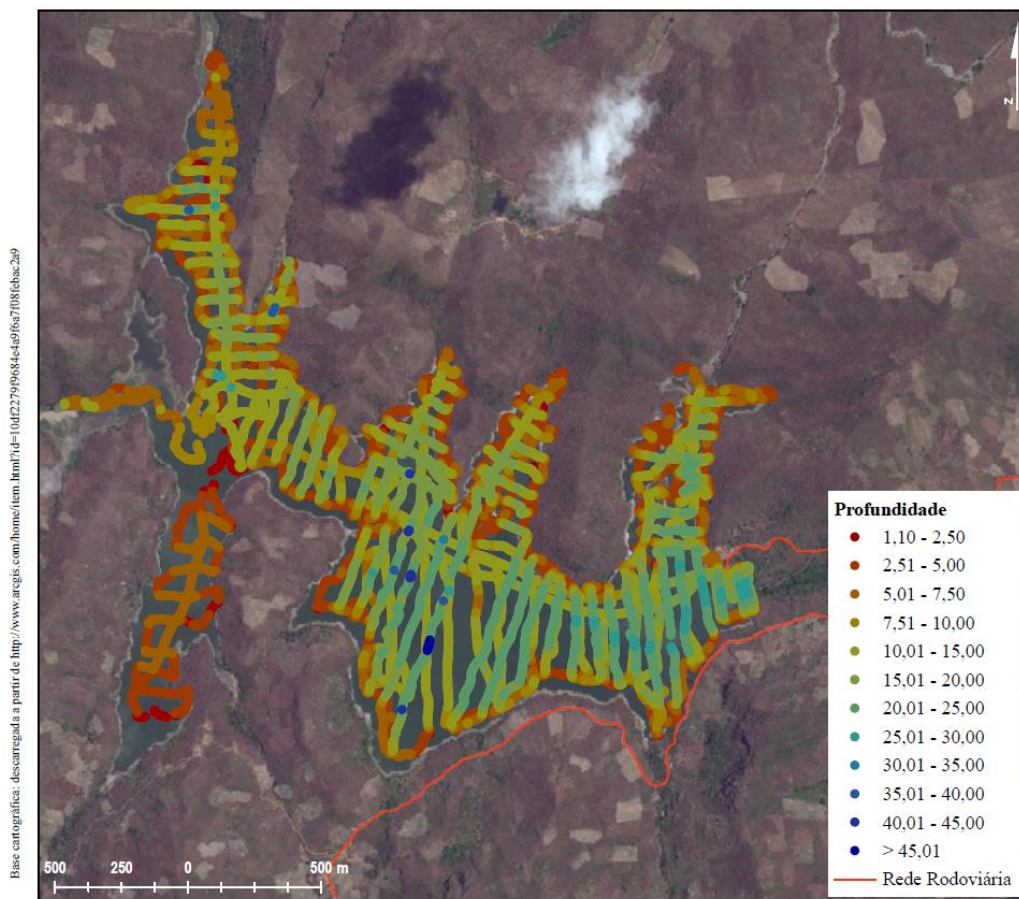 Base cartográfica: descarregada a partir de http://www.arcgis.com/home/item.html?id=10df2279f9684e4a9f6a7f08febac2a9
N
Profundidade
1,10 - 2,50
2,51 - 5,00
5,01 - 7,50
7,51 - 10,00
10,01 - 15,00
15,01 - 20,00
20,01 - 25,00
25,01 - 30,00
30,01 - 35,00
35,01 - 40,00
40,01 - 45,00
> 45,01
Rede Rodoviária
500 250 0 500 m